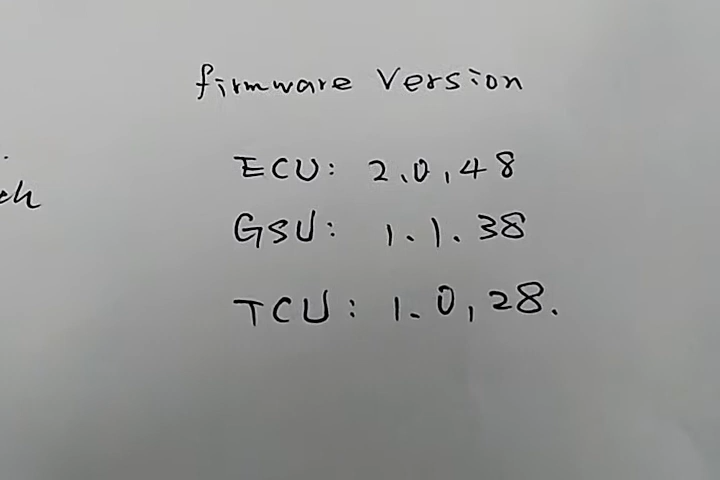 firmware Version
ECU: 2.0.48
GSU: 1.1.38
TCU: 1.0.28.